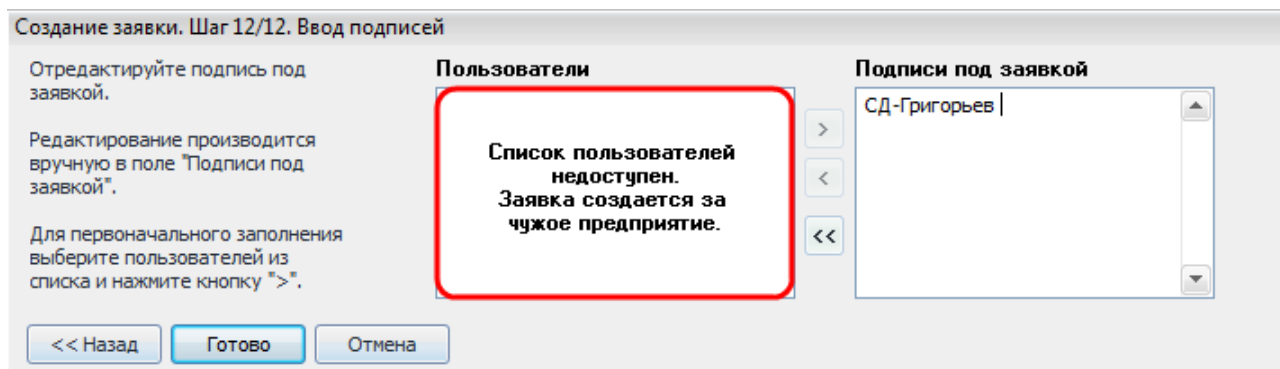 Создание заявки. Шаг 12/12. Ввод подписей
Отредактируйте подпись под
заявкой.
Редактирование производится
вручную в поле "Подписи под
заявкой".
Для первоначального заполнения
выберите пользователей из
списка и нажмите кнопку ">".
Пользователи
Список пользователей
недоступен.
Заявка создается за
чужое предприятие.
>
<
<<
Подписи под заявкой
СД-Григорьев
<< Назад
Готово
Отмена